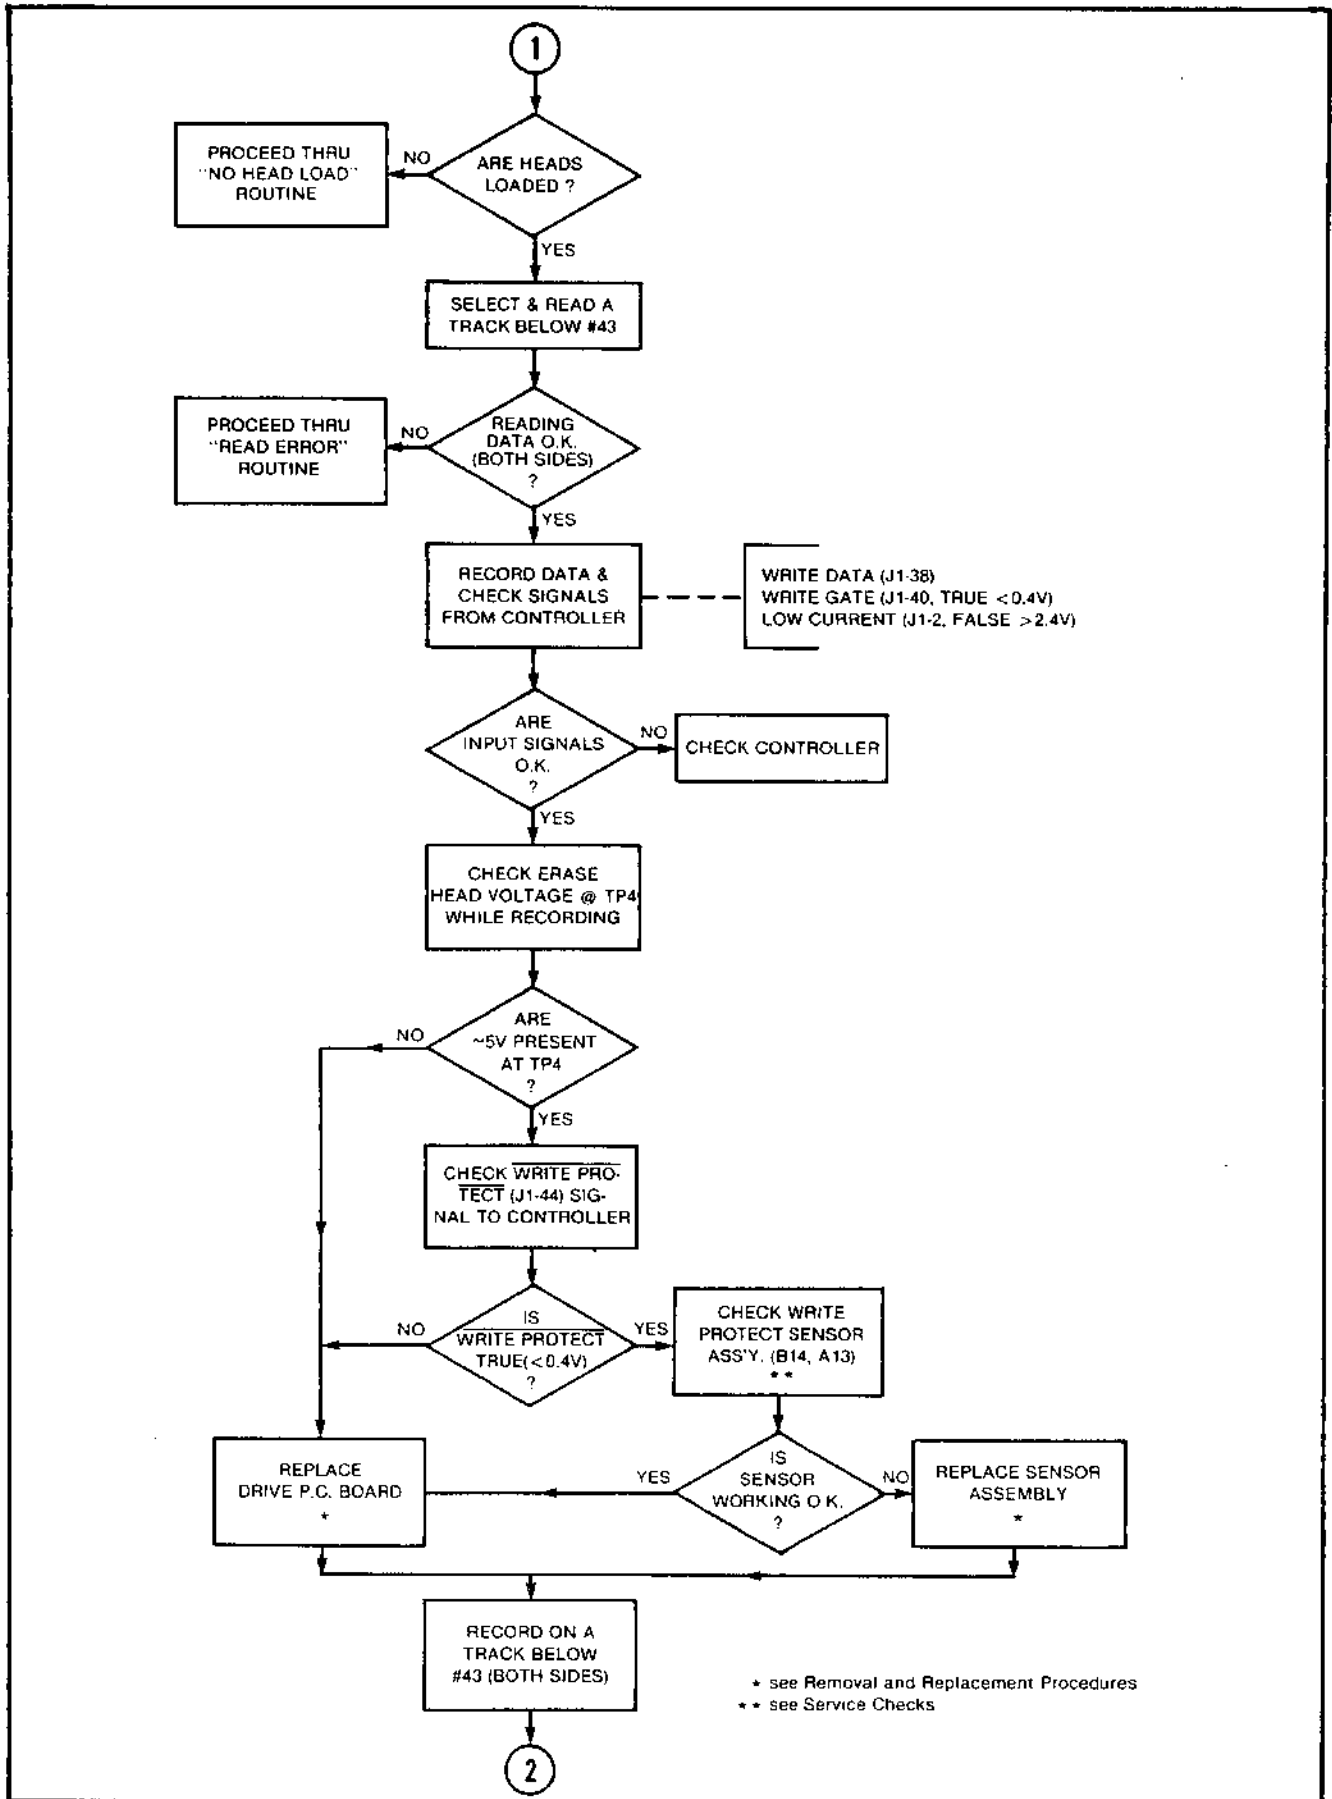 1
ARE HEADS
LOADED ?
NO
PROCEED THRU
"NO HEAD LOAD"
ROUTINE
YES
SELECT & READ A
TRACK BELOW #43
READING
DATA O.K.
(BOTH SIDES)
?
NO
PROCEED THRU
"READ ERROR"
ROUTINE
YES
RECORD DATA &
CHECK SIGNALS
FROM CONTROLLER
WRITE DATA (J1-38)
WRITE GATE (J1-40, TRUE <0.4V)
LOW CURRENT (J1-2, FALSE >2.4V)
ARE
INPUT SIGNALS
O.K.
?
NO
CHECK CONTROLLER
YES
CHECK ERASE
HEAD VOLTAGE @ TP4
WHILE RECORDING
ARE
~5V PRESENT
AT TP4
?
NO
YES
CHECK WRITE PRO-
TECT (J1-44) SIG-
NAL TO CONTROLLER
IS
WRITE PROTECT
TRUE(<0.4V)
?
NO
YES
CHECK WRITE
PROTECT SENSOR
ASS'Y. (B14, A13)
* *
IS
SENSOR
WORKING O K.
?
YES
NO
REPLACE
DRIVE P.C. BOARD
*
REPLACE SENSOR
ASSEMBLY
*
RECORD ON A
TRACK BELOW
#43 (BOTH SIDES)
* see Removal and Replacement Procedures
* * see Service Checks
2